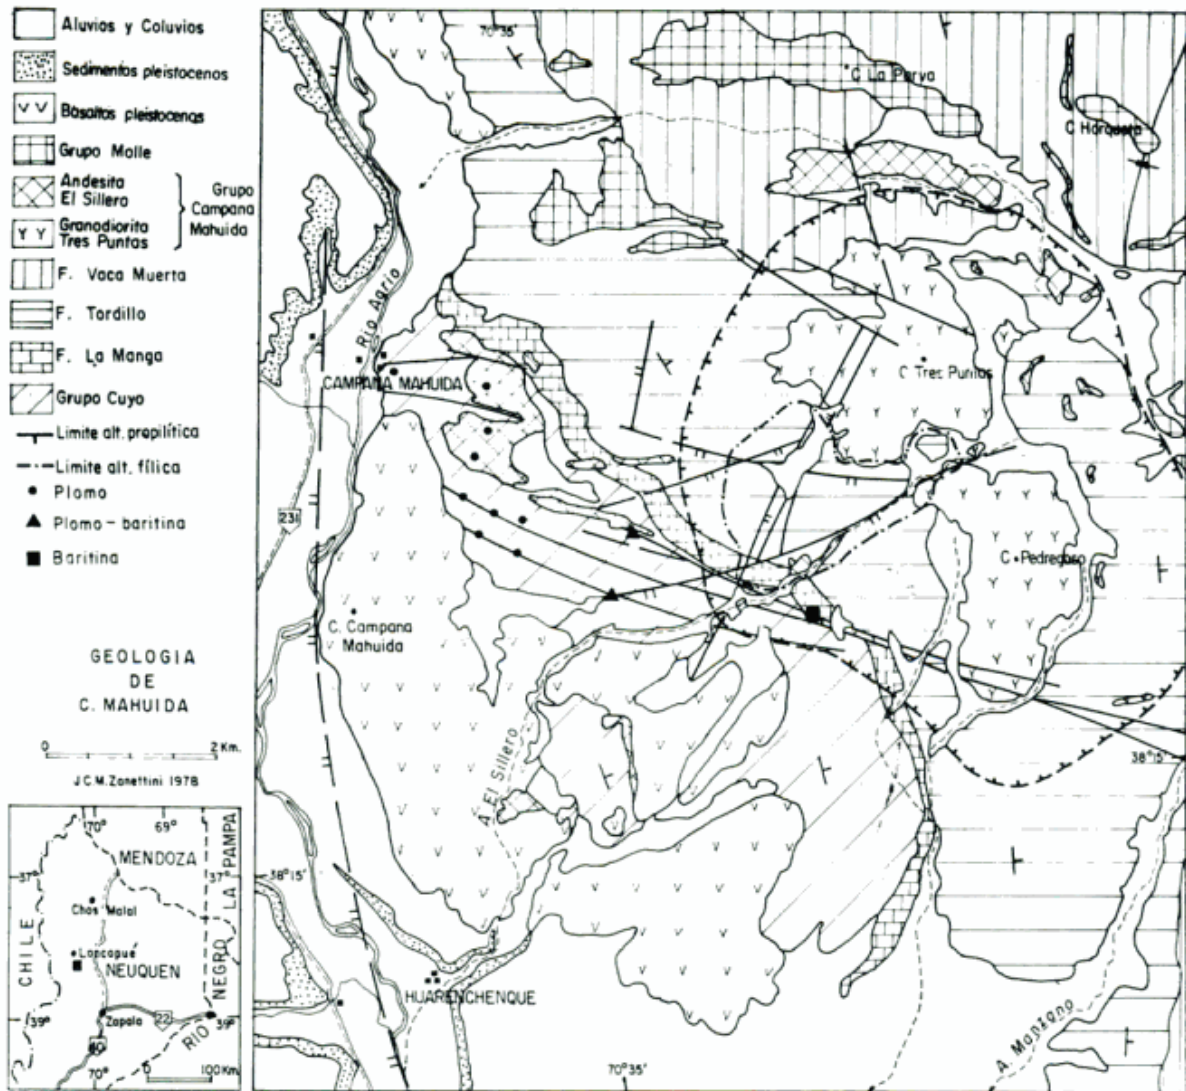 Aluvios y Coluvios
Sedimentos pleistocenos
Basaltos pleistocenos
Grupo Molle
Andesita
El Sillero
Granodiorita
Tres Puntas
Grupo
Campana
Mahuida
F. Vaca Muerta
F. Tordillo
F. La Manga
Grupo Cuyo
Limite alt. propilítica
Limite alt. fílica
Plomo
Plomo - baritina
Baritina
GEOLOGIA
DE
C. MAHUIDA
0 2 Km.
J.C.M. Zanettini 1978
70° 69°
MENDOZA
LA PAMPA
37° 37°
Chos Malal
CHILE
Loncopué
NEUQUEN
NEGRO
39° 39°
Zapala
22
RIO
40
70°
0 100 Km.
70°35'
C. La Parva
C. Horqueta
Río Agrio
CAMPANA MAHUIDA
C. Tres Puntas
231
C. Pedregoso
C. Campana
Mahuida
A. El Sillero
38°15'
38°15'
HUARENCHENQUE
70°35'